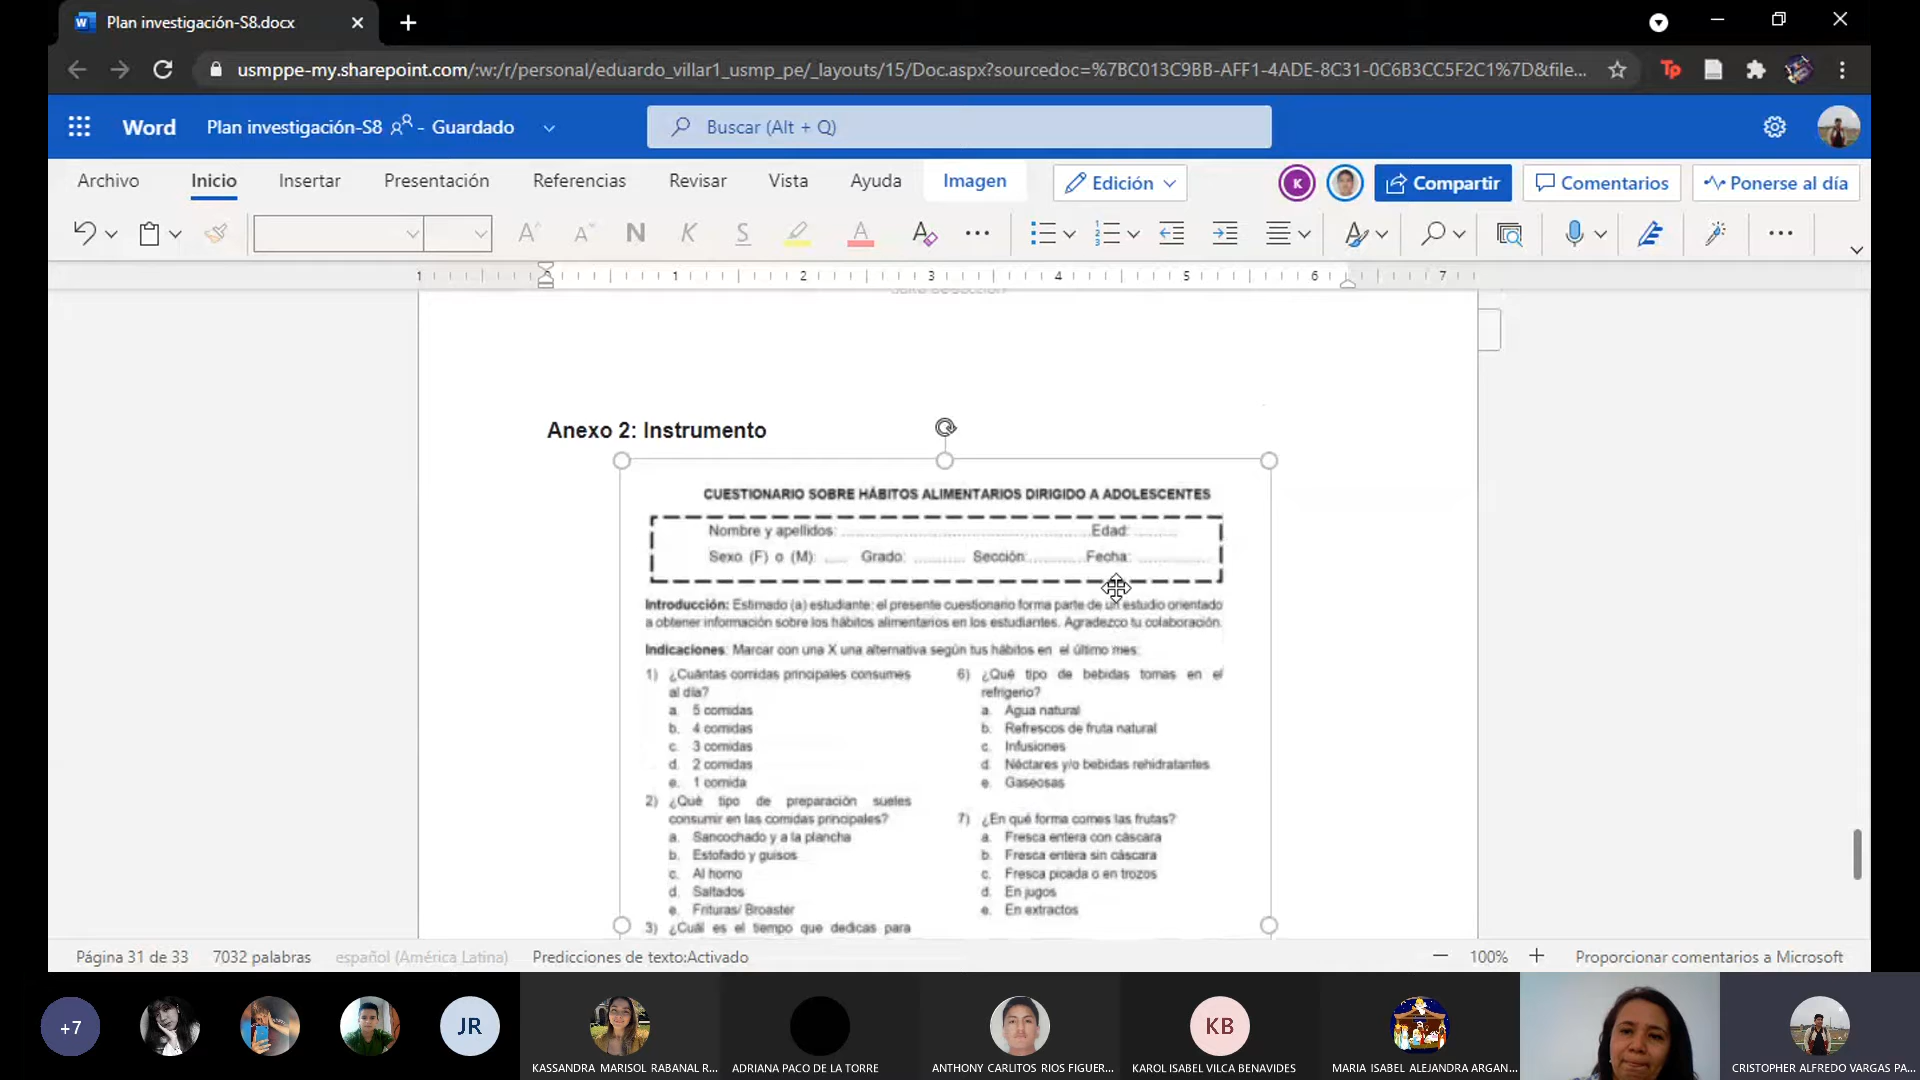 Plan investigación-S8.docx
usmppe-my.sharepoint.com/:w:/r/personal/eduardo_villar1_usmp_pe/_layouts/15/Doc.aspx?sourcedoc=%7BC013C9BB-AFF1-4ADE-8C31-0C6B3CC5F2C1%7D&file...
Word Plan investigación-S8 - Guardado
Buscar (Alt + Q)
Archivo Inicio Insertar Presentación Referencias Revisar Vista Ayuda Imagen
Edición
K
Compartir
Comentarios
Ponerse al día
N K S
1 1 2 3 4 5 6 7
Anexo 2: Instrumento
CUESTIONARIO SOBRE HÁBITOS ALIMENTARIOS DIRIGIDO A ADOLESCENTES
Nombre y apellidos: Edad:
Sexo (F) o (M): Grado: Sección: Fecha:
Introducción: Estimado (a) estudiante: el presente cuestionario forma parte de un estudio orientado
a obtener información sobre los hábitos alimentarios en los estudiantes. Agradezco tu colaboración.
Indicaciones: Marcar con una X una alternativa según tus hábitos en el último mes:
1) ¿Cuántas comidas principales consumes
al día?
a. 5 comidas
b. 4 comidas
c. 3 comidas
d. 2 comidas
e. 1 comida
2) ¿Qué tipo de preparación sueles
consumir en las comidas principales?
a. Sancochado y a la plancha
b. Estofado y guisos
c. Al horno
d. Saltados
e. Frituras/ Broaster
3) ¿Cuál es el tiempo que dedicas para
6) ¿Qué tipo de bebidas tomas en el
refrigerio?
a. Agua natural
b. Refrescos de fruta natural
c. Infusiones
d. Néctares y/o bebidas rehidratantes
e. Gaseosas
7) ¿En qué forma comes las frutas?
a. Fresca entera con cáscara
b. Fresca entera sin cáscara
c. Fresca picada o en trozos
d. En jugos
e. En extractos
Página 31 de 33 7032 palabras español (América Latina) Predicciones de texto:Activado
100% Proporcionar comentarios a Microsoft
+7
JR
KB
KASSANDRA MARISOL RABANAL R...
ADRIANA PACO DE LA TORRE
ANTHONY CARLITOS RIOS FIGUER...
KAROL ISABEL VILCA BENAVIDES
MARIA ISABEL ALEJANDRA ARGAN...
CRISTOPHER ALFREDO VARGAS PA...